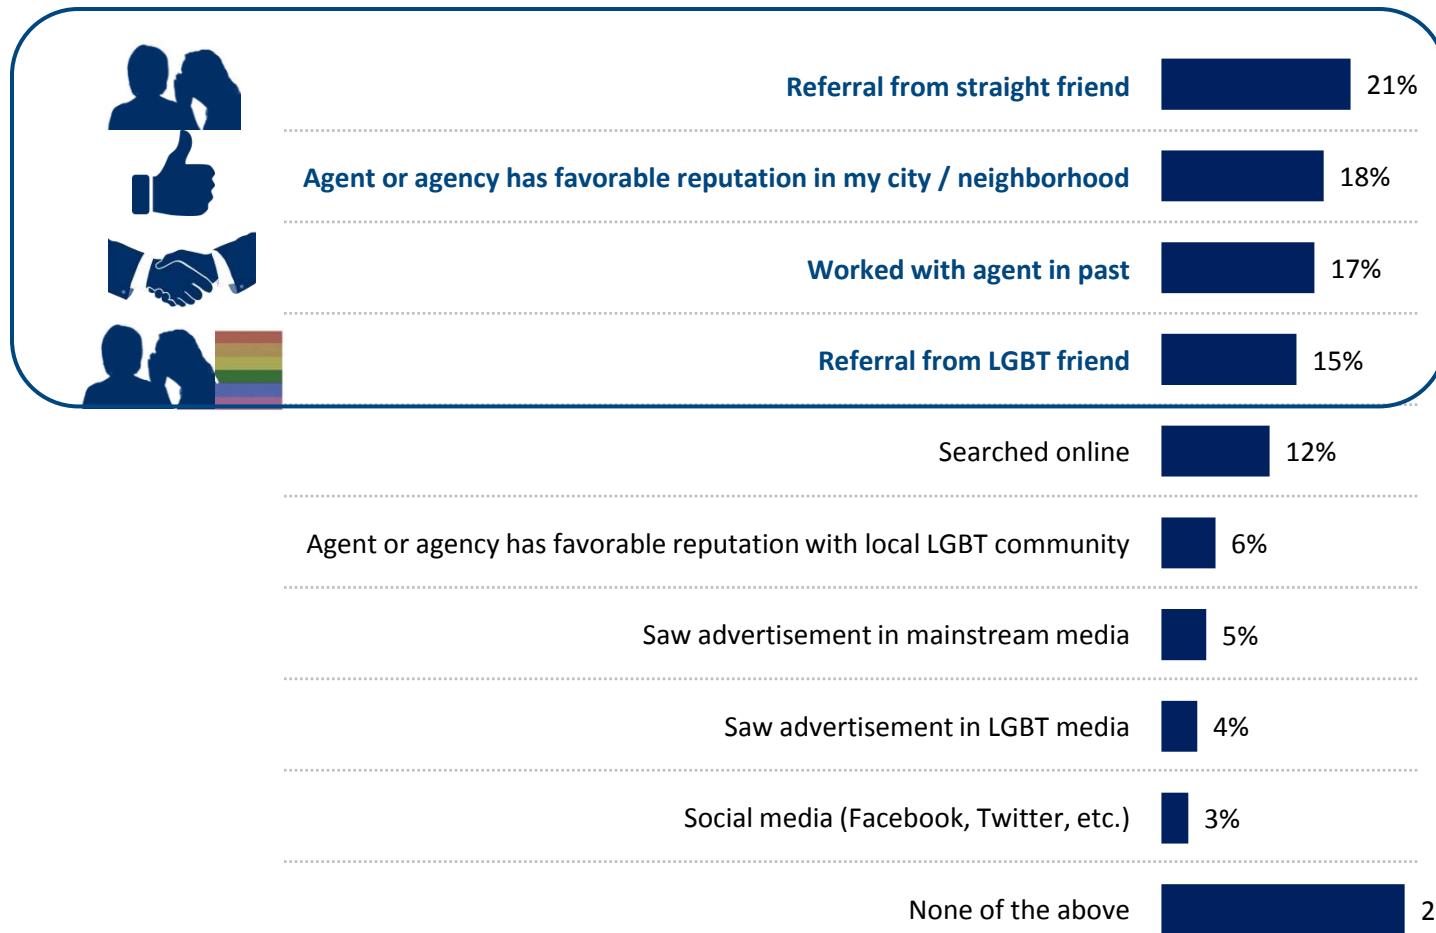 Referral from straight friend 21%
Agent or agency has favorable reputation in my city / neighborhood 18%
Worked with agent in past 17%
Referral from LGBT friend 15%
Searched online 12%
Agent or agency has favorable reputation with local LGBT community 6%
Saw advertisement in mainstream media 5%
Saw advertisement in LGBT media 4%
Social media (Facebook, Twitter, etc.) 3%
None of the above 2